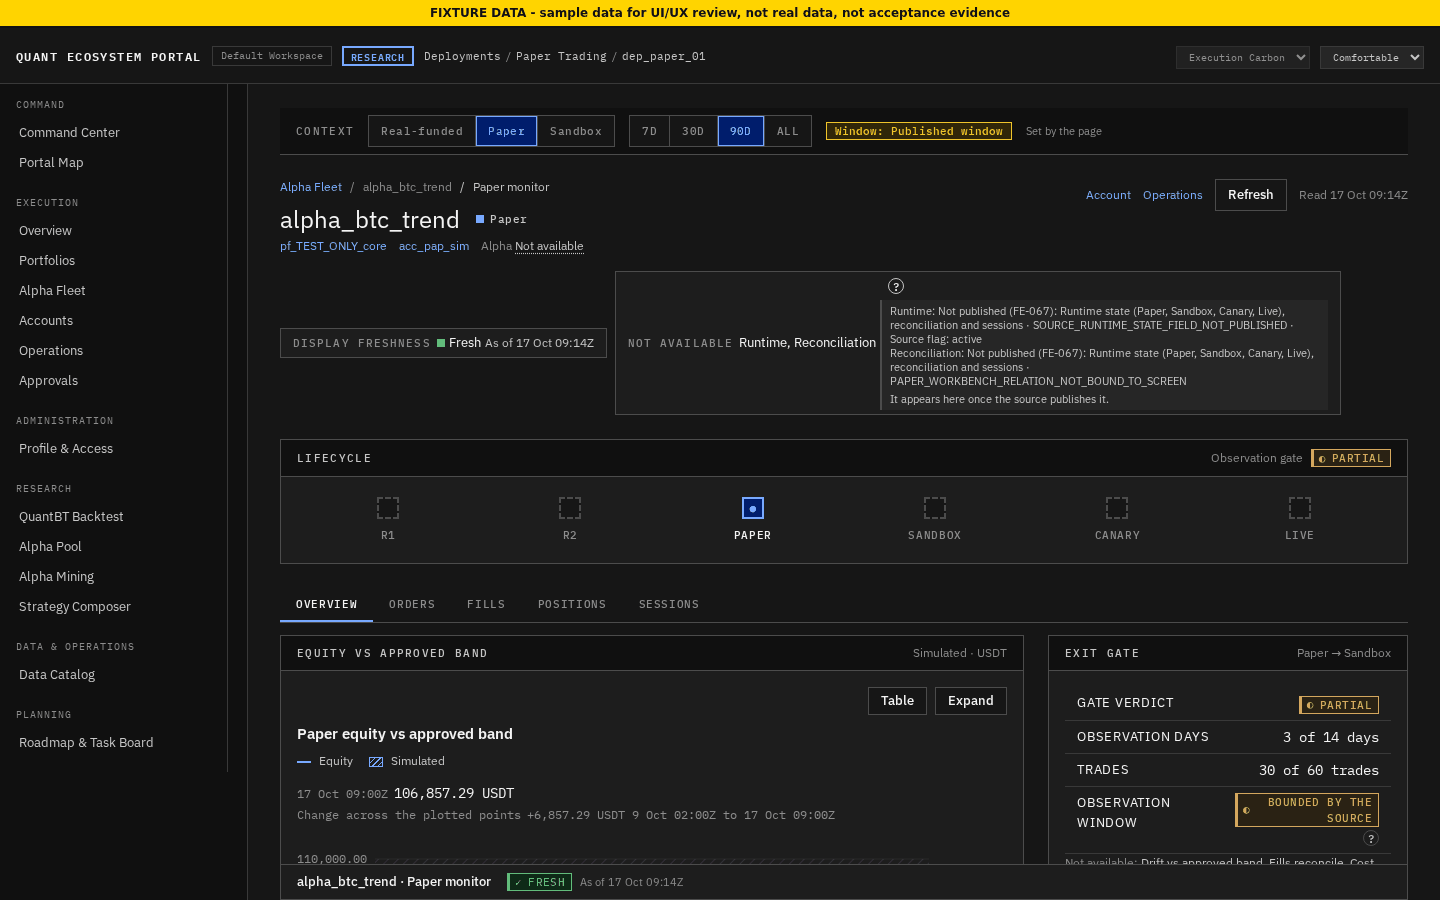 FIXTURE DATA - sample data for UI/UX review, not real data, not acceptance evidence
QUANT ECOSYSTEM PORTAL
Default Workspace
RESEARCH
Deployments / Paper Trading / dep_paper_01
Execution Carbon
Comfortable
COMMAND
Command Center
Portal Map
EXECUTION
Overview
Portfolios
Alpha Fleet
Accounts
Operations
Approvals
ADMINISTRATION
Profile & Access
RESEARCH
QuantBT Backtest
Alpha Pool
Alpha Mining
Strategy Composer
DATA & OPERATIONS
Data Catalog
PLANNING
Roadmap & Task Board
CONTEXT
Real-funded
Paper
Sandbox
7D
30D
90D
ALL
Window: Published window
Set by the page
Alpha Fleet / alpha_btc_trend / Paper monitor
Account
Operations
Refresh
Read 17 Oct 09:14Z
alpha_btc_trend
Paper
pf_TEST_ONLY_core
acc_pap_sim
Alpha Not available
DISPLAY FRESHNESS Fresh As of 17 Oct 09:14Z
NOT AVAILABLE Runtime, Reconciliation
?
Runtime: Not published (FE-067): Runtime state (Paper, Sandbox, Canary, Live),
reconciliation and sessions · SOURCE_RUNTIME_STATE_FIELD_NOT_PUBLISHED ·
Source flag: active
Reconciliation: Not published (FE-067): Runtime state (Paper, Sandbox, Canary, Live),
reconciliation and sessions ·
PAPER_WORKBENCH_RELATION_NOT_BOUND_TO_SCREEN
It appears here once the source publishes it.
LIFECYCLE
Observation gate
PARTIAL
R1
R2
PAPER
SANDBOX
CANARY
LIVE
OVERVIEW
ORDERS
FILLS
POSITIONS
SESSIONS
EQUITY VS APPROVED BAND
Simulated · USDT
Table
Expand
Paper equity vs approved band
Equity
Simulated
17 Oct 09:00Z 106,857.29 USDT
Change across the plotted points +6,857.29 USDT 9 Oct 02:00Z to 17 Oct 09:00Z
110,000.00
EXIT GATE
Paper → Sandbox
GATE VERDICT
PARTIAL
OBSERVATION DAYS
3 of 14 days
TRADES
30 of 60 trades
OBSERVATION
WINDOW
BOUNDED BY THE
SOURCE
?
Not available: Drift vs approved band, Fills reconcile, Cost
alpha_btc_trend · Paper monitor
✓ FRESH
As of 17 Oct 09:14Z